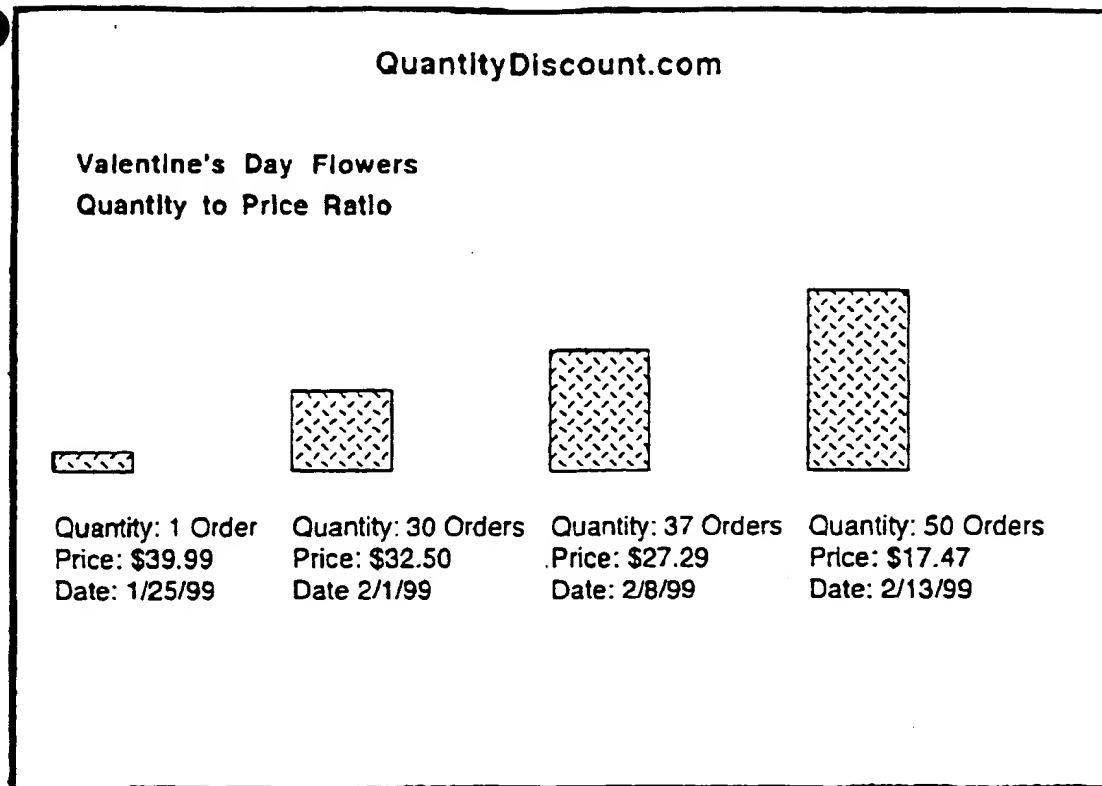 QuantityDiscount.com
Valentine's Day Flowers
Quantity to Price Ratio
Quantity: 1 Order
Price: $39.99
Date: 1/25/99
Quantity: 30 Orders
Price: $32.50
Date 2/1/99
Quantity: 37 Orders
Price: $27.29
Date: 2/8/99
Quantity: 50 Orders
Price: $17.47
Date: 2/13/99